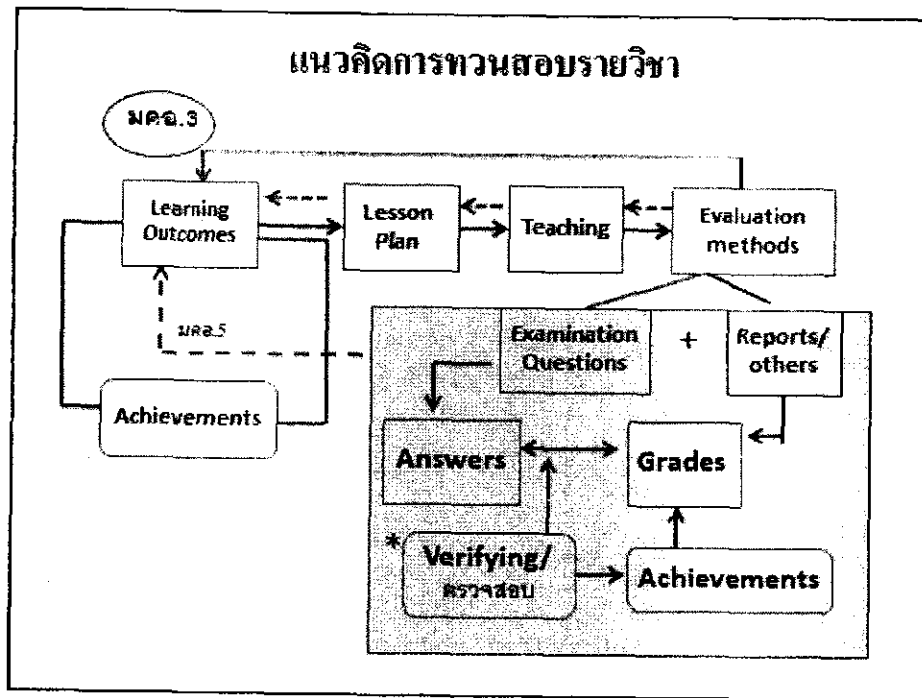 แนวคิดการทวนสอบรายวิชา
มคอ.3
Learning
Outcomes
Lesson
Plan
Teaching
Evaluation
methods
มคอ.5
Examination
Questions
+
Reports/
others
Achievements
Answers
Grades
* Verifying/
ตรวจสอบ
Achievements